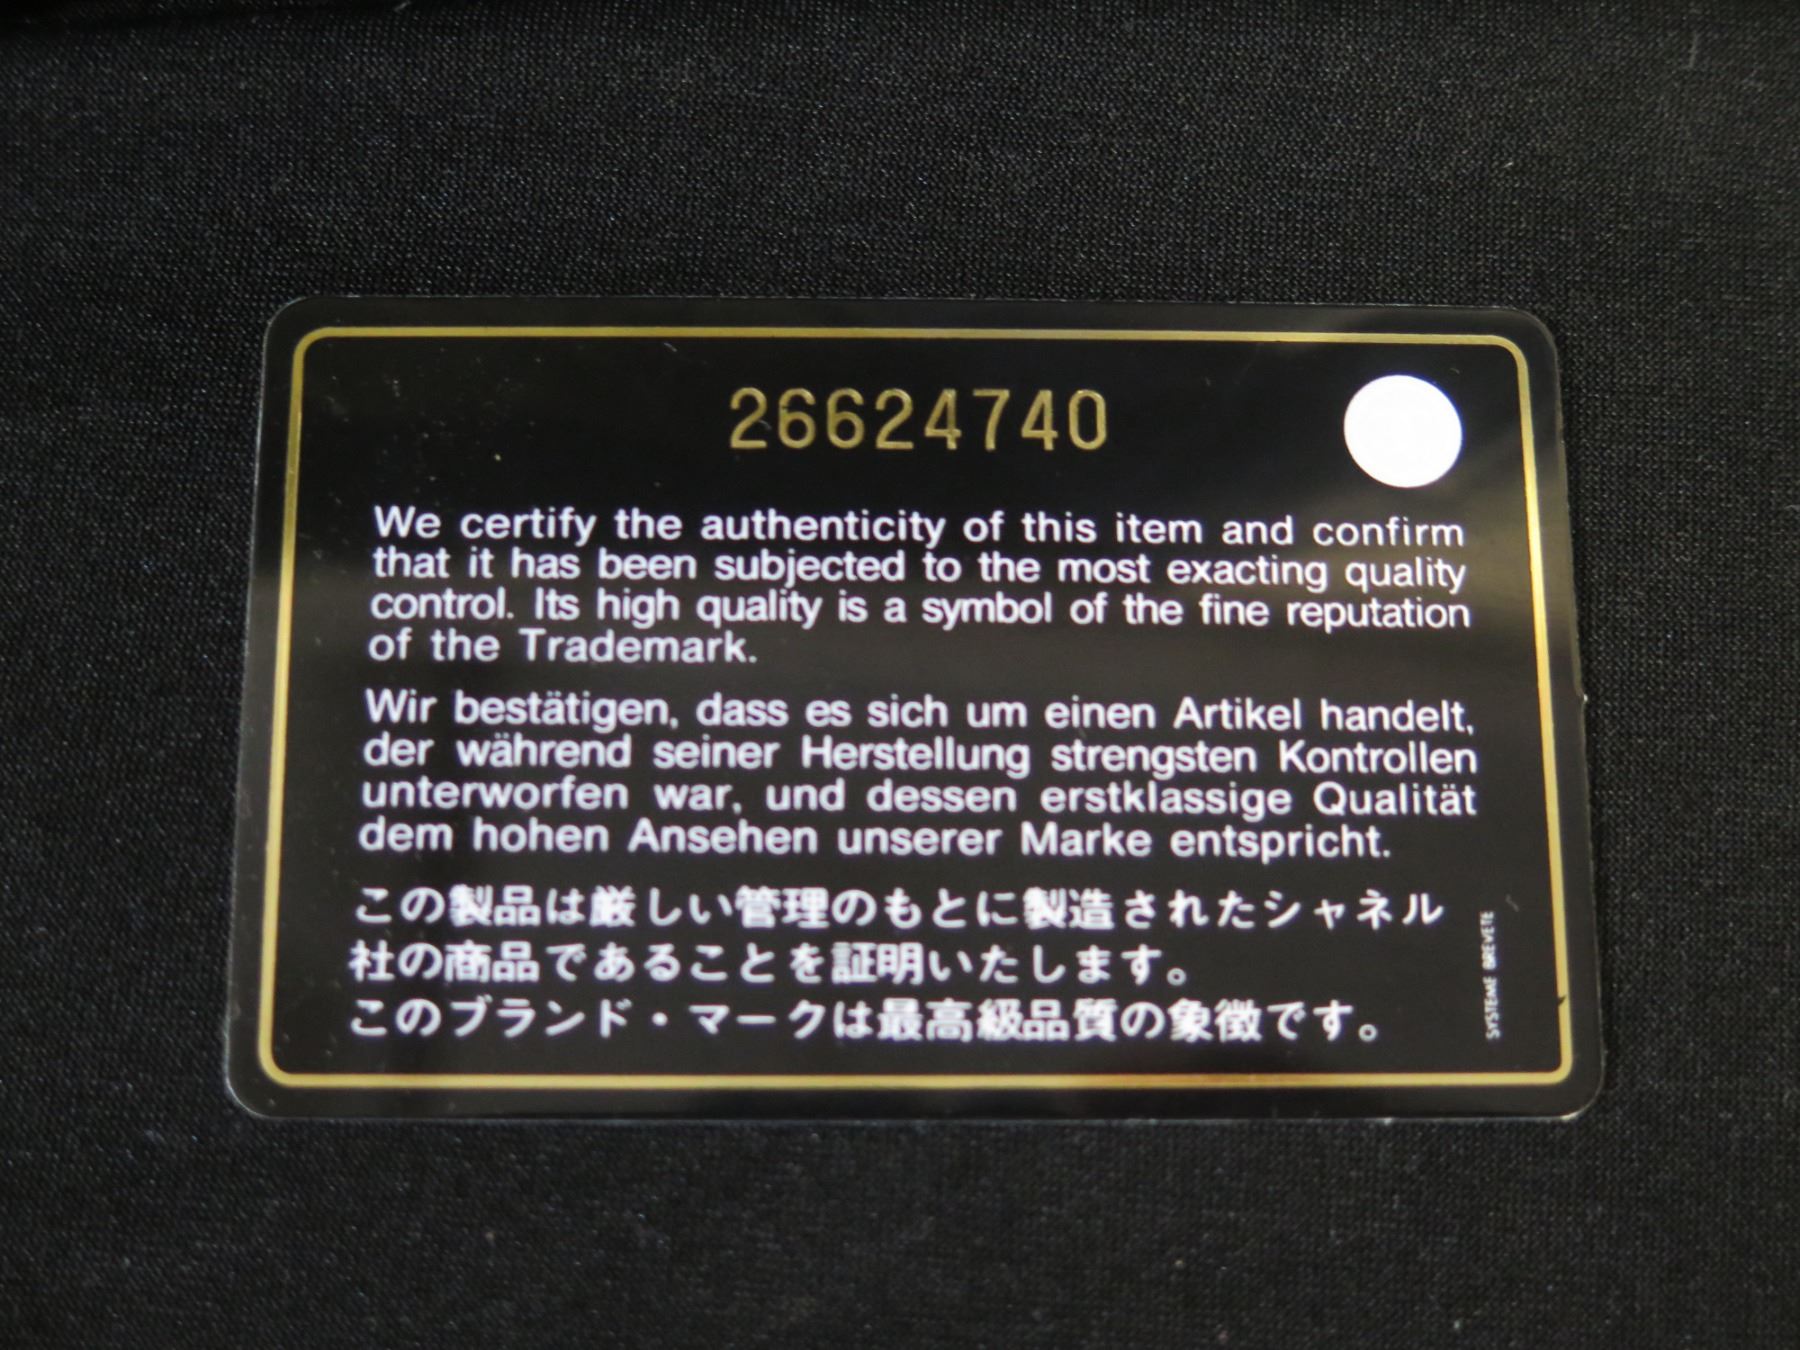 26624740
We certify the authenticity of this item and confirm
that it has been subjected to the most exacting quality
control. Its high quality is a symbol of the fine reputation
of the Trademark.
Wir bestätigen, dass es sich um einen Artikel handelt,
der während seiner Herstellung strengsten Kontrollen
unterworfen war, und dessen erstklassige Qualität
dem hohen Ansehen unserer Marke entspricht.
この製品は厳しい管理のもとに製造されたシャネル
社の商品であることを証明いたします。
このブランド・マークは最高級品質の象徴です。
SYSTEME BREVETE